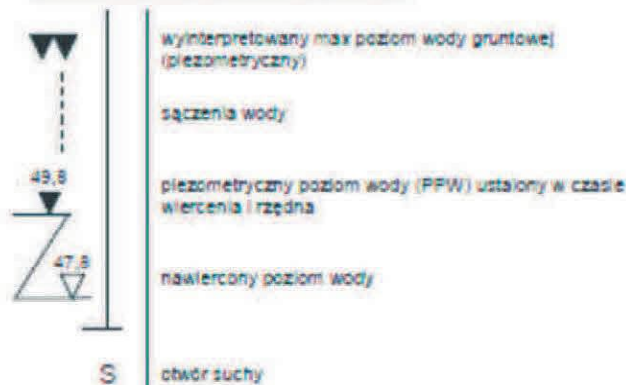 wyinterpretowany max poziom wody gruntowej
(piezometryczny)
sączenia wody
49,8
piezometryczny poziom wody (PPW) ustalony w czasie
wiercenia i rzędna
47,8
nawiercony poziom wody
S
otwór suchy